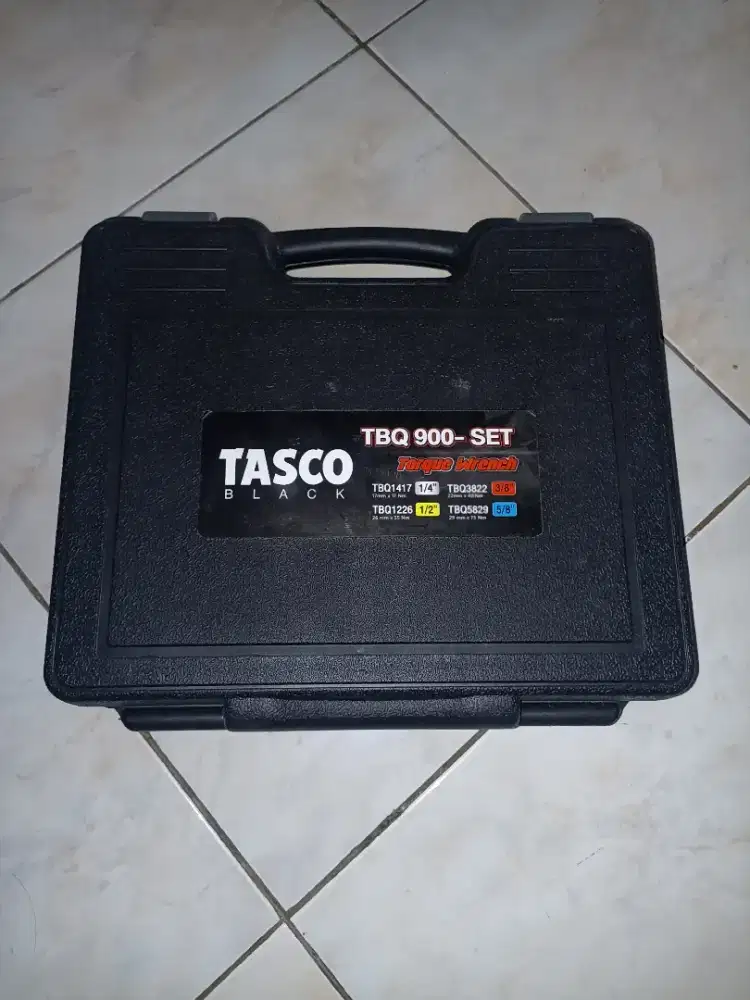 TASCO
BLACK
TBQ 900- SET
Torque Wrench
TBQ1417 1/4" TBQ3822 3/8"
TBQ1226 1/2" TBQ5829 5/8"